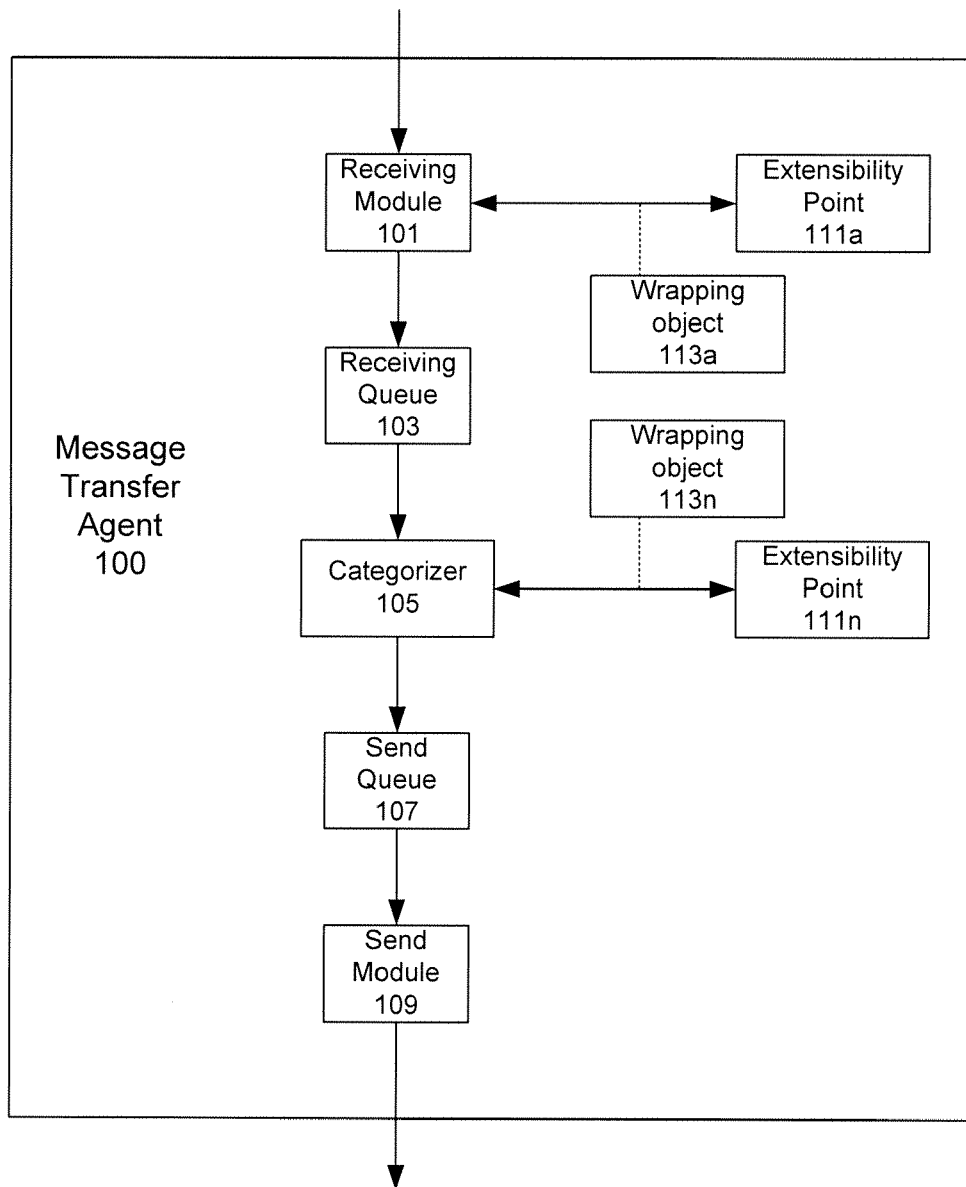 Receiving
Module
101
Extensibility
Point
111a
Wrapping
object
113a
Receiving
Queue
103
Wrapping
object
113n
Message
Transfer
Agent
100
Categorizer
105
Extensibility
Point
111n
Send
Queue
107
Send
Module
109